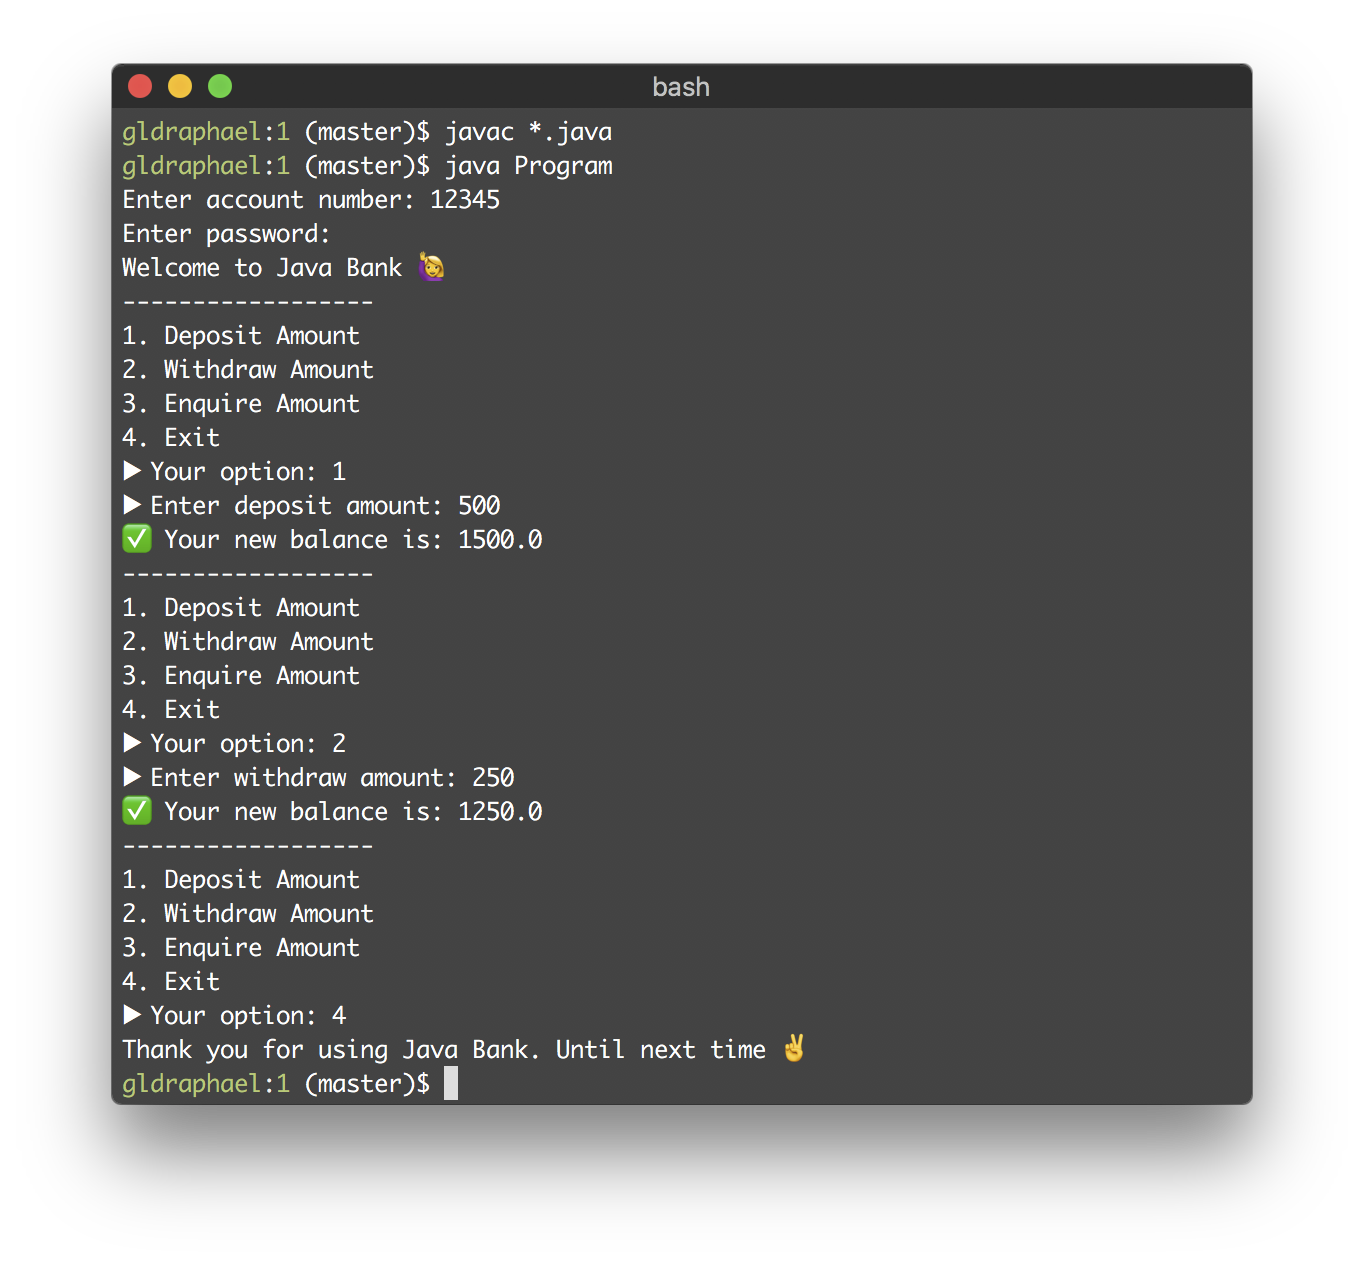 bash
gldraphael:1 (master)$ javac *.java
gldraphael:1 (master)$ java Program
Enter account number: 12345
Enter password:
Welcome to Java Bank 🙋
------------------
1. Deposit Amount
2. Withdraw Amount
3. Enquire Amount
4. Exit
▶ Your option: 1
▶ Enter deposit amount: 500
✅ Your new balance is: 1500.0
------------------
1. Deposit Amount
2. Withdraw Amount
3. Enquire Amount
4. Exit
▶ Your option: 2
▶ Enter withdraw amount: 250
✅ Your new balance is: 1250.0
------------------
1. Deposit Amount
2. Withdraw Amount
3. Enquire Amount
4. Exit
▶ Your option: 4
Thank you for using Java Bank. Until next time ✌
gldraphael:1 (master)$